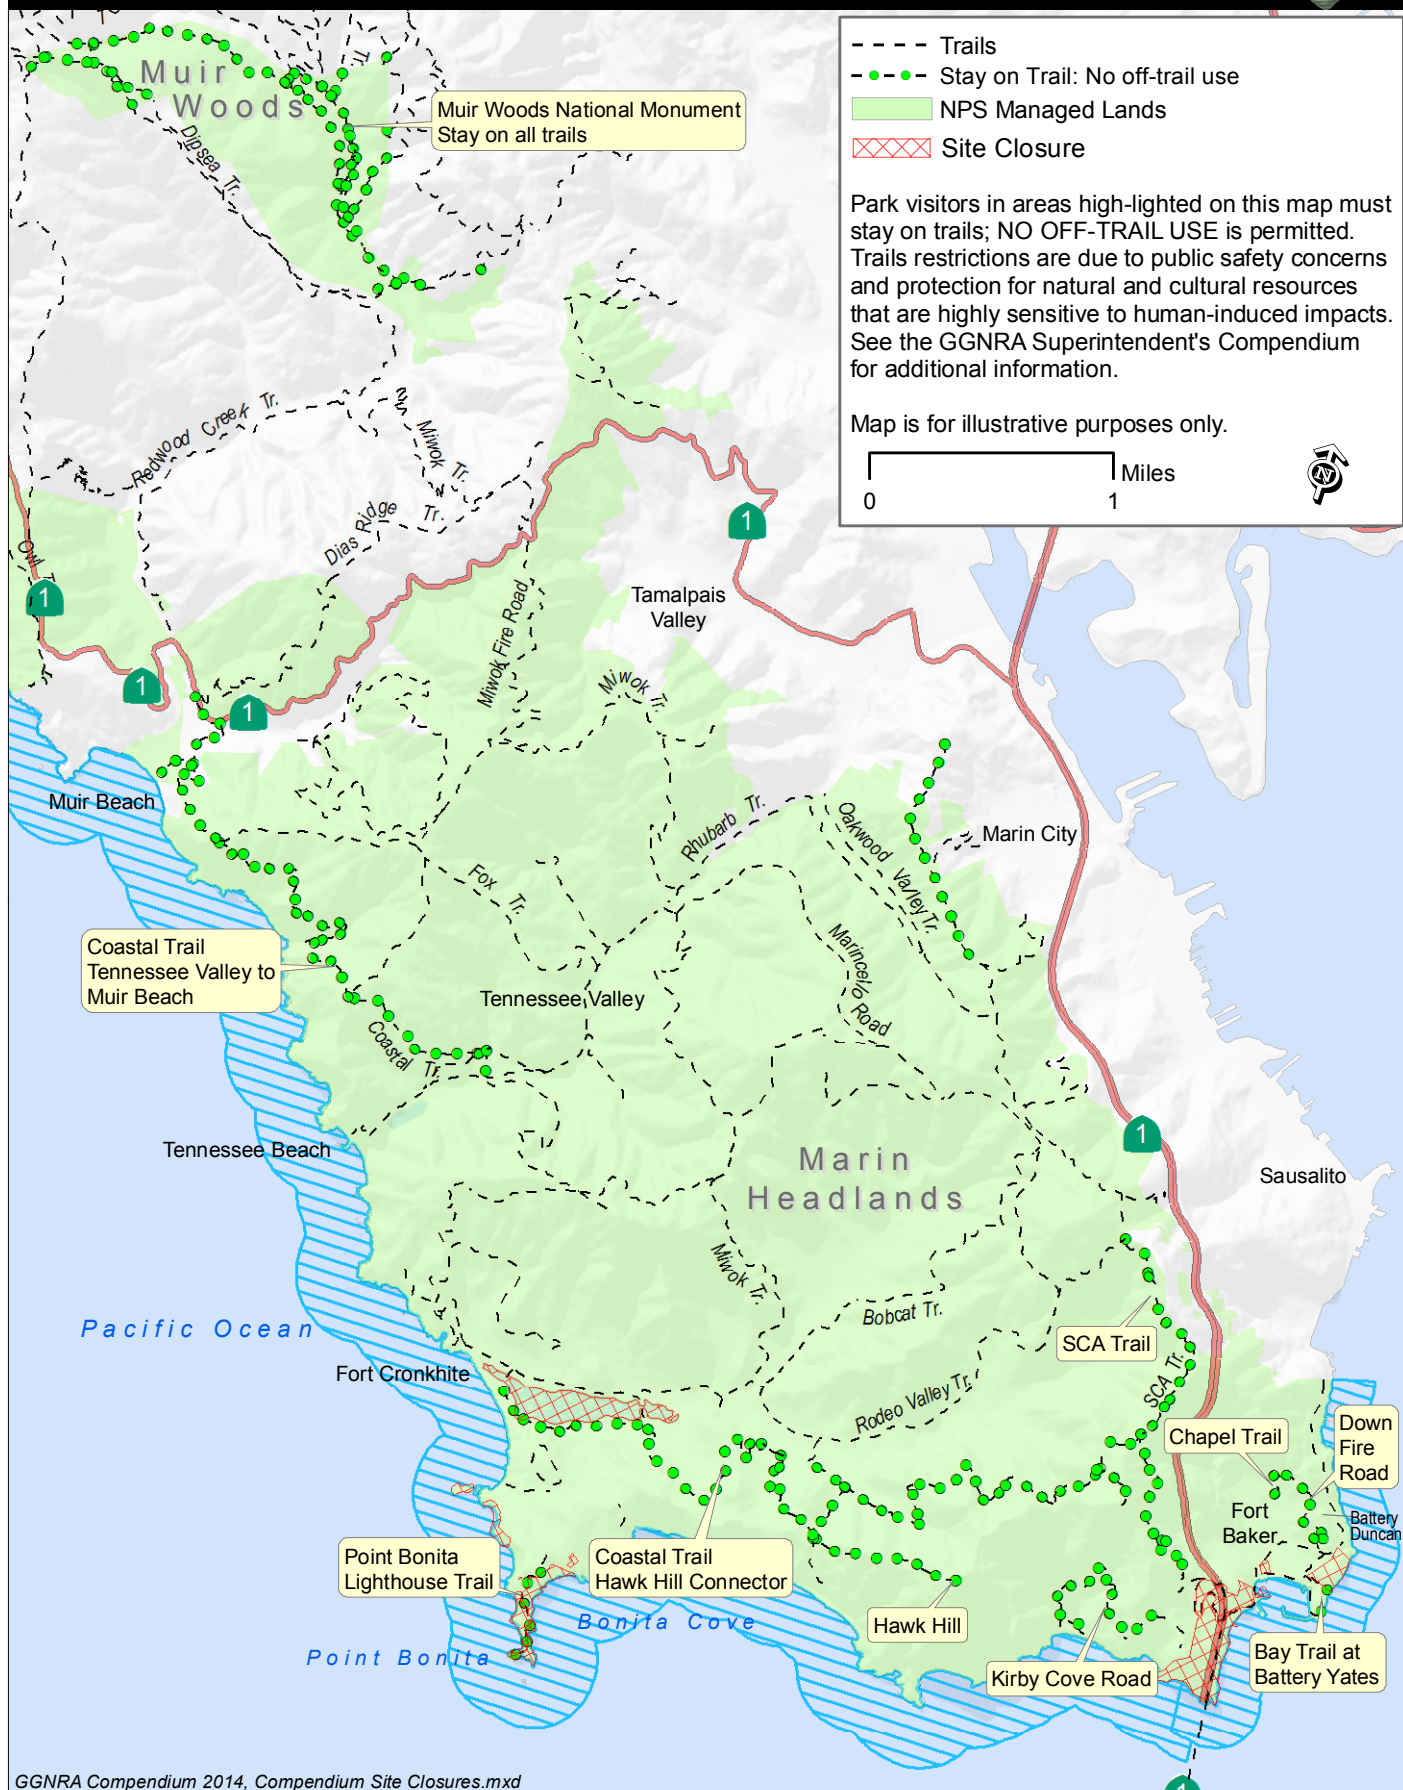 Trails
Stay on Trail: No off-trail use
NPS Managed Lands
Site Closure
Park visitors in areas high-lighted on this map must
stay on trails; NO OFF-TRAIL USE is permitted.
Trails restrictions are due to public safety concerns
and protection for natural and cultural resources
that are highly sensitive to human-induced impacts.
See the GGNRA Superintendent's Compendium
for additional information.
Map is for illustrative purposes only.
Miles
0 1
N
Tr.
Muir
Woods
Muir Woods National Monument
Stay on all trails
Dipsea Tr.
Redwood Creek Tr.
Miwok Tr.
Dias Ridge Tr.
1
1
1
1
Tamalpais
Valley
Miwok Fire Road
Miwok Tr.
Muir Beach
Rhubarb Tr.
Oakwood Valley Tr.
Marin City
Fox Tr.
Marincello Road
Coastal Trail
Tennessee Valley to
Muir Beach
Tennessee Valley
Coastal Tr.
Tennessee Beach
1
Marin
Headlands
Sausalito
Miwok Tr.
Bobcat Tr.
Pacific Ocean
SCA Trail
Fort Cronkhite
SCA Tr.
Rodeo Valley Tr.
Chapel Trail
Down
Fire
Road
Fort
Baker
Battery
Duncan
Point Bonita
Lighthouse Trail
Coastal Trail
Hawk Hill Connector
Bonita Cove
Hawk Hill
Point Bonita
Kirby Cove Road
Bay Trail at
Battery Yates
GGNRA Compendium 2014, Compendium Site Closures.mxd
1